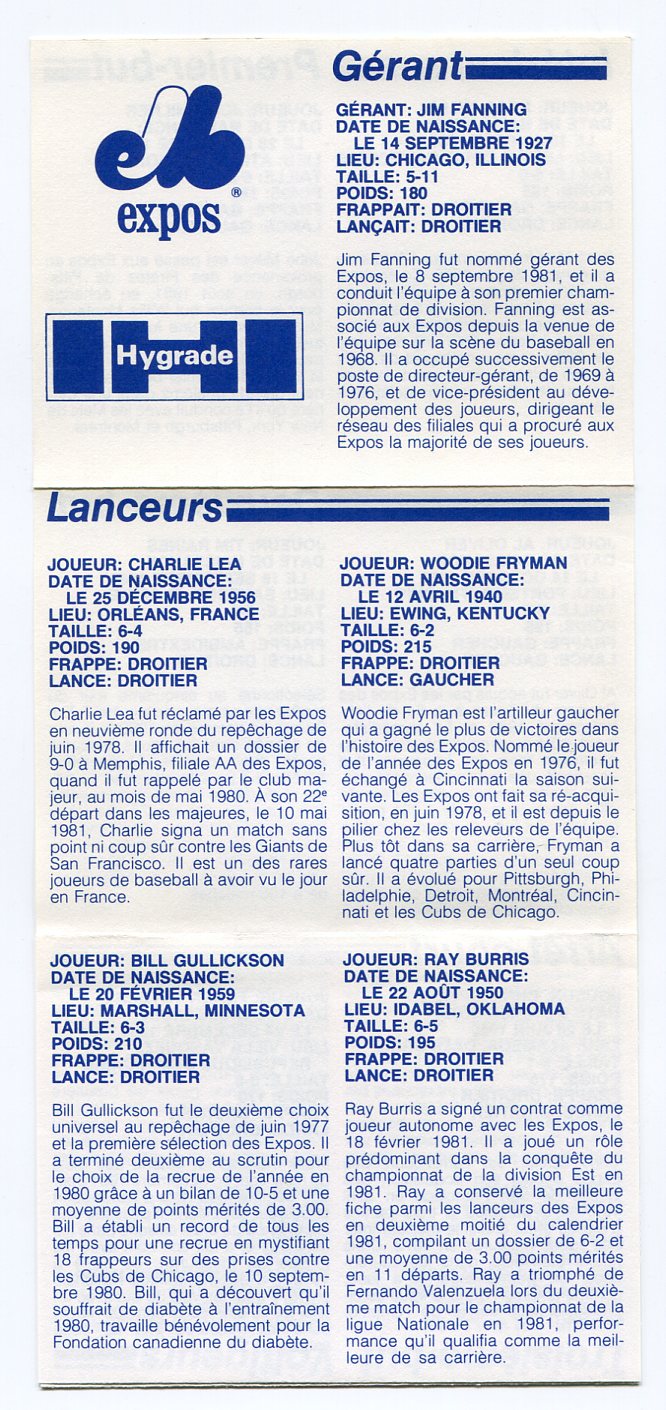 Gérant
expos
®
Hygrade
GÉRANT: JIM FANNING
DATE DE NAISSANCE:
LE 14 SEPTEMBRE 1927
LIEU: CHICAGO, ILLINOIS
TAILLE: 5-11
POIDS: 180
FRAPPAIT: DROITIER
LANÇAIT: DROITIER
Jim Fanning fut nommé gérant des
Expos, le 8 septembre 1981, et il a
conduit l'équipe à son premier cham-
pionnat de division. Fanning est as-
socié aux Expos depuis la venue de
l'équipe sur la scène du baseball en
1968. Il a occupé successivement le
poste de directeur-gérant, de 1969 à
1976, et de vice-président au déve-
loppement des joueurs, dirigeant le
réseau des filiales qui a procuré aux
Expos la majorité de ses joueurs.
Lanceurs
JOUEUR: CHARLIE LEA
DATE DE NAISSANCE:
LE 25 DÉCEMBRE 1956
LIEU: ORLÉANS, FRANCE
TAILLE: 6-4
POIDS: 190
FRAPPE: DROITIER
LANCE: DROITIER
Charlie Lea fut réclamé par les Expos
en neuvième ronde du repêchage de
juin 1978. Il affichait un dossier de
9-0 à Memphis, filiale AA des Expos,
quand il fut rappelé par le club ma-
jeur, au mois de mai 1980. À son 22e
départ dans les majeures, le 10 mai
1981, Charlie signa un match sans
point ni coup sûr contre les Giants de
San Francisco. Il est un des rares
joueurs de baseball à avoir vu le jour
en France.
JOUEUR: WOODIE FRYMAN
DATE DE NAISSANCE:
LE 12 AVRIL 1940
LIEU: EWING, KENTUCKY
TAILLE: 6-2
POIDS: 215
FRAPPE: DROITIER
LANCE: GAUCHER
Woodie Fryman est l'artilleur gaucher
qui a gagné le plus de victoires dans
l'histoire des Expos. Nommé le joueur
de l'année des Expos en 1976, il fut
échangé à Cincinnati la saison sui-
vante. Les Expos ont fait sa ré-acqui-
sition, en juin 1978, et il est depuis le
pilier chez les releveurs de l'équipe.
Plus tôt dans sa carrière, Fryman a
lancé quatre parties d'un seul coup
sûr. Il a évolué pour Pittsburgh, Phi-
ladelphie, Detroit, Montréal, Cincin-
nati et les Cubs de Chicago.
JOUEUR: BILL GULLICKSON
DATE DE NAISSANCE:
LE 20 FÉVRIER 1959
LIEU: MARSHALL, MINNESOTA
TAILLE: 6-3
POIDS: 210
FRAPPE: DROITIER
LANCE: DROITIER
Bill Gullickson fut le deuxième choix
universel au repêchage de juin 1977
et la première sélection des Expos. Il
a terminé deuxième au scrutin pour
le choix de la recrue de l'année en
1980 grâce à un bilan de 10-5 et une
moyenne de points mérités de 3.00.
Bill a établi un record de tous les
temps pour une recrue en mystifiant
18 frappeurs sur des prises contre
les Cubs de Chicago, le 10 septem-
bre 1980. Bill, qui a découvert qu'il
souffrait de diabète à l'entraînement
1980, travaille bénévolement pour la
Fondation canadienne du diabète.
JOUEUR: RAY BURRIS
DATE DE NAISSANCE:
LE 22 AOÛT 1950
LIEU: IDABEL, OKLAHOMA
TAILLE: 6-5
POIDS: 195
FRAPPE: DROITIER
LANCE: DROITIER
Ray Burris a signé un contrat comme
joueur autonome avec les Expos, le
18 février 1981. Il a joué un rôle
prédominant dans la conquête du
championnat de la division Est en
1981. Ray a conservé la meilleure
fiche parmi les lanceurs des Expos
en deuxième moitié du calendrier
1981, compilant un dossier de 6-2 et
une moyenne de 3.00 points mérités
en 11 départs. Ray a triomphé de
Fernando Valenzuela lors du deuxiè-
me match pour le championnat de la
ligue Nationale en 1981, perfor-
mance qu'il qualifia comme la meil-
leure de sa carrière.